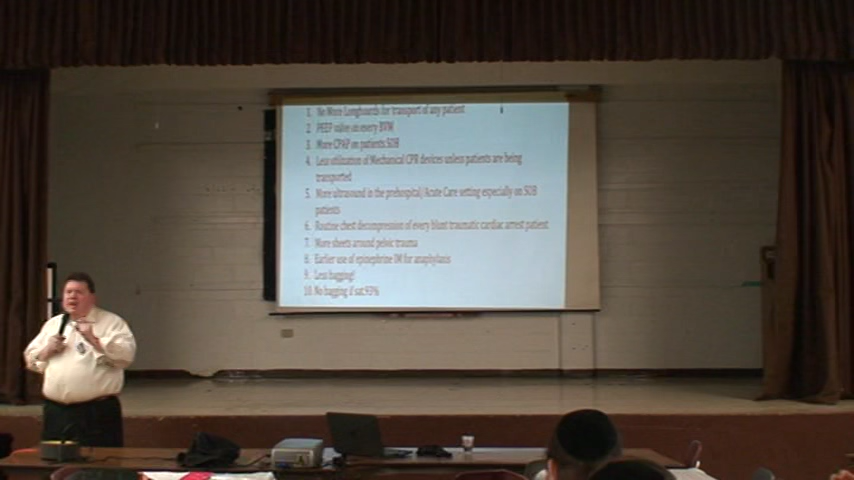 1. No More Longboards for transport of any patient
2. PEEP valve on every BVM
3. More CPAP on patients SOB
4. Less utilization of Mechanical CPR devices unless patients are being
transported
5. More ultrasound in the prehospital/Acute Care setting especially on SOB
patients
6. Routine chest decompression of every blunt traumatic cardiac arrest patient
7. More sheets around pelvic trauma
8. Earlier use of epinephrine IM for anaphylaxis
9. Less bagging!
10. No bagging if sat 93%